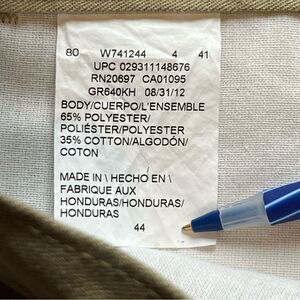 80 W741244 4 41
UPC 029311148676
RN20697 CA01095
GR640KH 08/31/12
BODY/CUERPO/L'ENSEMBLE
65% POLYESTER/
POLIÉSTER/POLYESTER
35% COTTON/ALGODÓN/
COTON
MADE IN \ HECHO EN \
FABRIQUE AUX
HONDURAS/HONDURAS/
HONDURAS
44